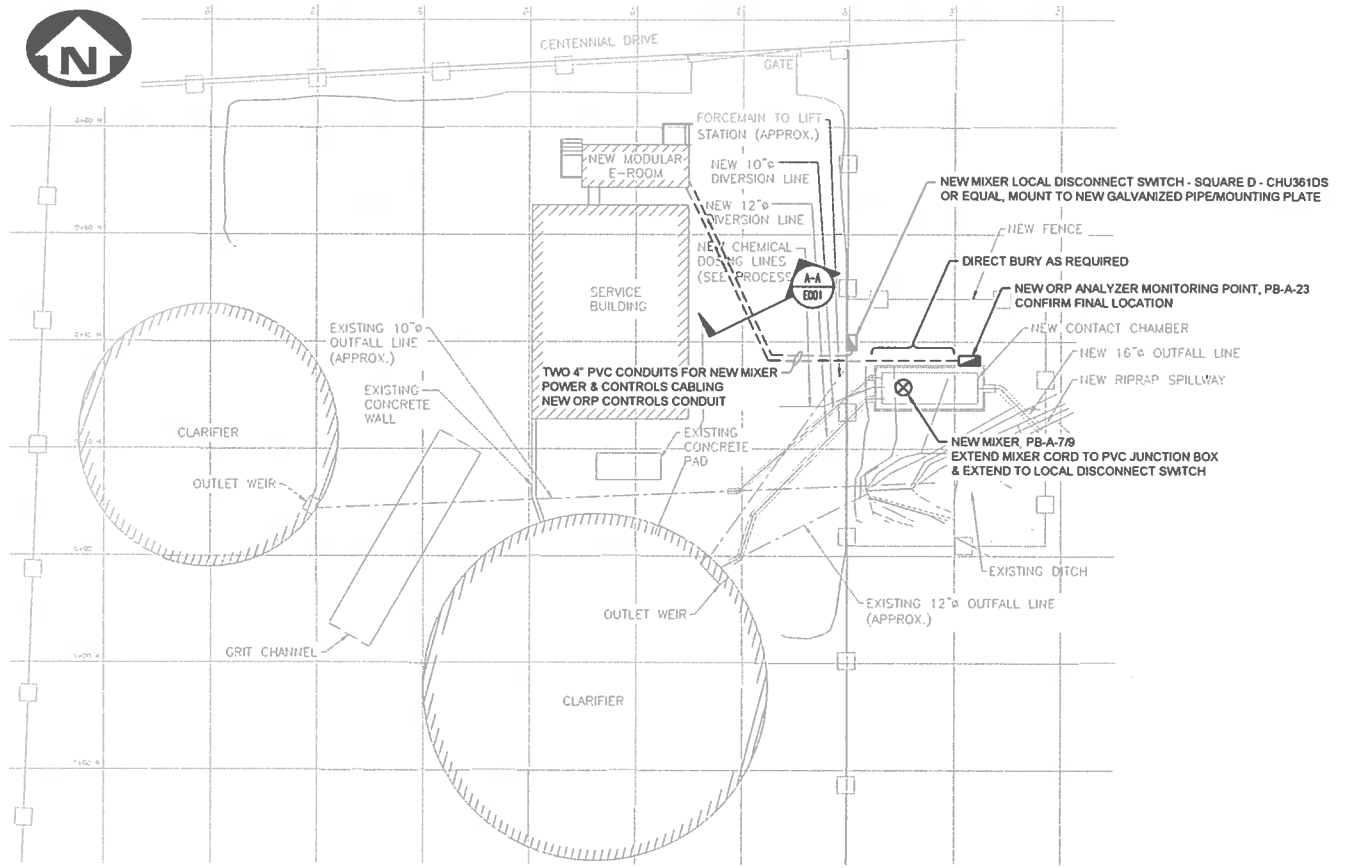 N
CENTENNIAL DRIVE
GATE
FORCEMAIN TO LIFT
STATION (APPROX.)
NEW MODULAR
E-ROOM
NEW 10"ø
DIVERSION LINE
NEW 12"ø
DIVERSION LINE
NEW CHEMICAL
DOSING LINES
(SEE PROCESS
A-A
E001
NEW MIXER LOCAL DISCONNECT SWITCH - SQUARE D - CHU361DS
OR EQUAL, MOUNT TO NEW GALVANIZED PIPE/MOUNTING PLATE
NEW FENCE
DIRECT BURY AS REQUIRED
NEW ORP ANALYZER MONITORING POINT, PB-A-23
CONFIRM FINAL LOCATION
NEW CONTACT CHAMBER
NEW 16"ø OUTFALL LINE
NEW RIPRAP SPILLWAY
SERVICE
BUILDING
EXISTING 10"ø
OUTFALL LINE
(APPROX.)
EXISTING
CONCRETE
WALL
TWO 4" PVC CONDUITS FOR NEW MIXER
POWER & CONTROLS CABLING
NEW ORP CONTROLS CONDUIT
CLARIFIER
EXISTING
CONCRETE
PAD
NEW MIXER, PB-A-7/9
EXTEND MIXER CORD TO PVC JUNCTION BOX
& EXTEND TO LOCAL DISCONNECT SWITCH
OUTLET WEIR
EXISTING DITCH
OUTLET WEIR
EXISTING 12"ø OUTFALL LINE
(APPROX.)
GRIT CHANNEL
CLARIFIER